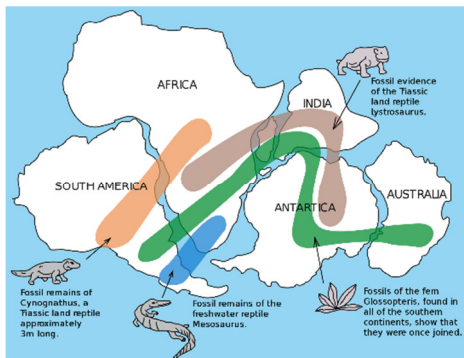 AFRICA
INDIA
Fossil evidence
of the Tiassic
land reptile
lystrosaurus.
SOUTH AMERICA
ANTARTICA
AUSTRALIA
Fossil remains of
Cynognathus, a
Tiassic land reptile
approximately
3m long.
Fossil remains of the
freshwater reptile
Mesosaurus.
Fossils of the fem
Glossopteris, found in
all of the southem
continents, show that
they were once joined.